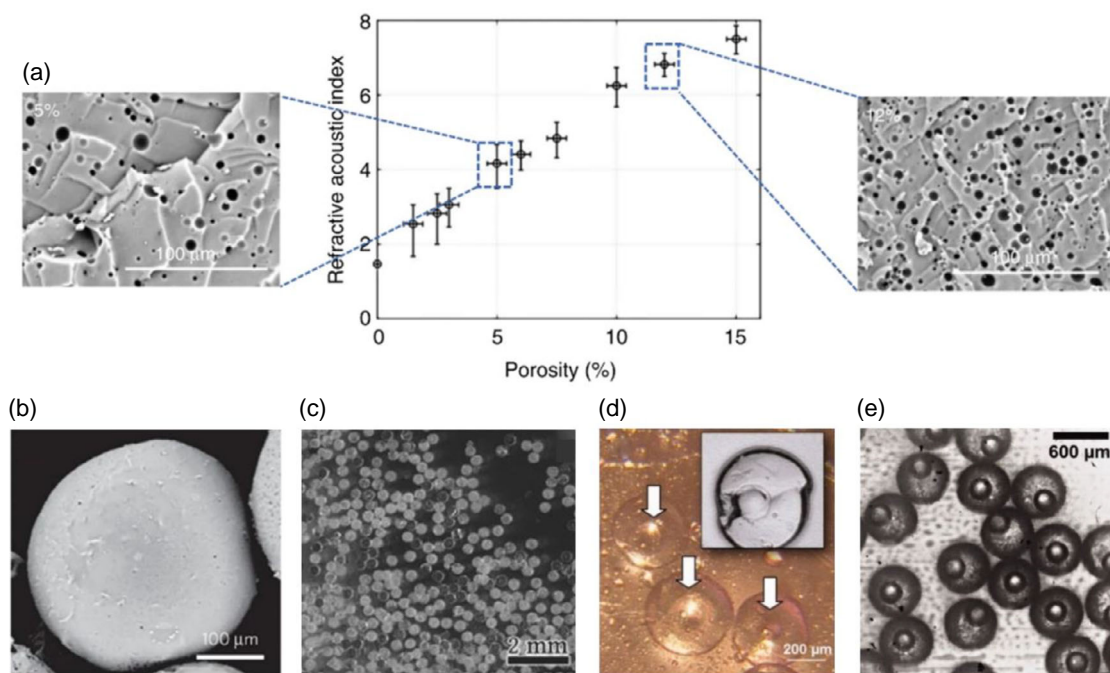 (a)
5%
100 µm
Refractive acoustic index
8
6
4
2
0
0 5 10 15
Porosity (%)
12%
100 µm
(b)
100 µm
(c)
2 mm
(d)
200 µm
(e)
600 µm